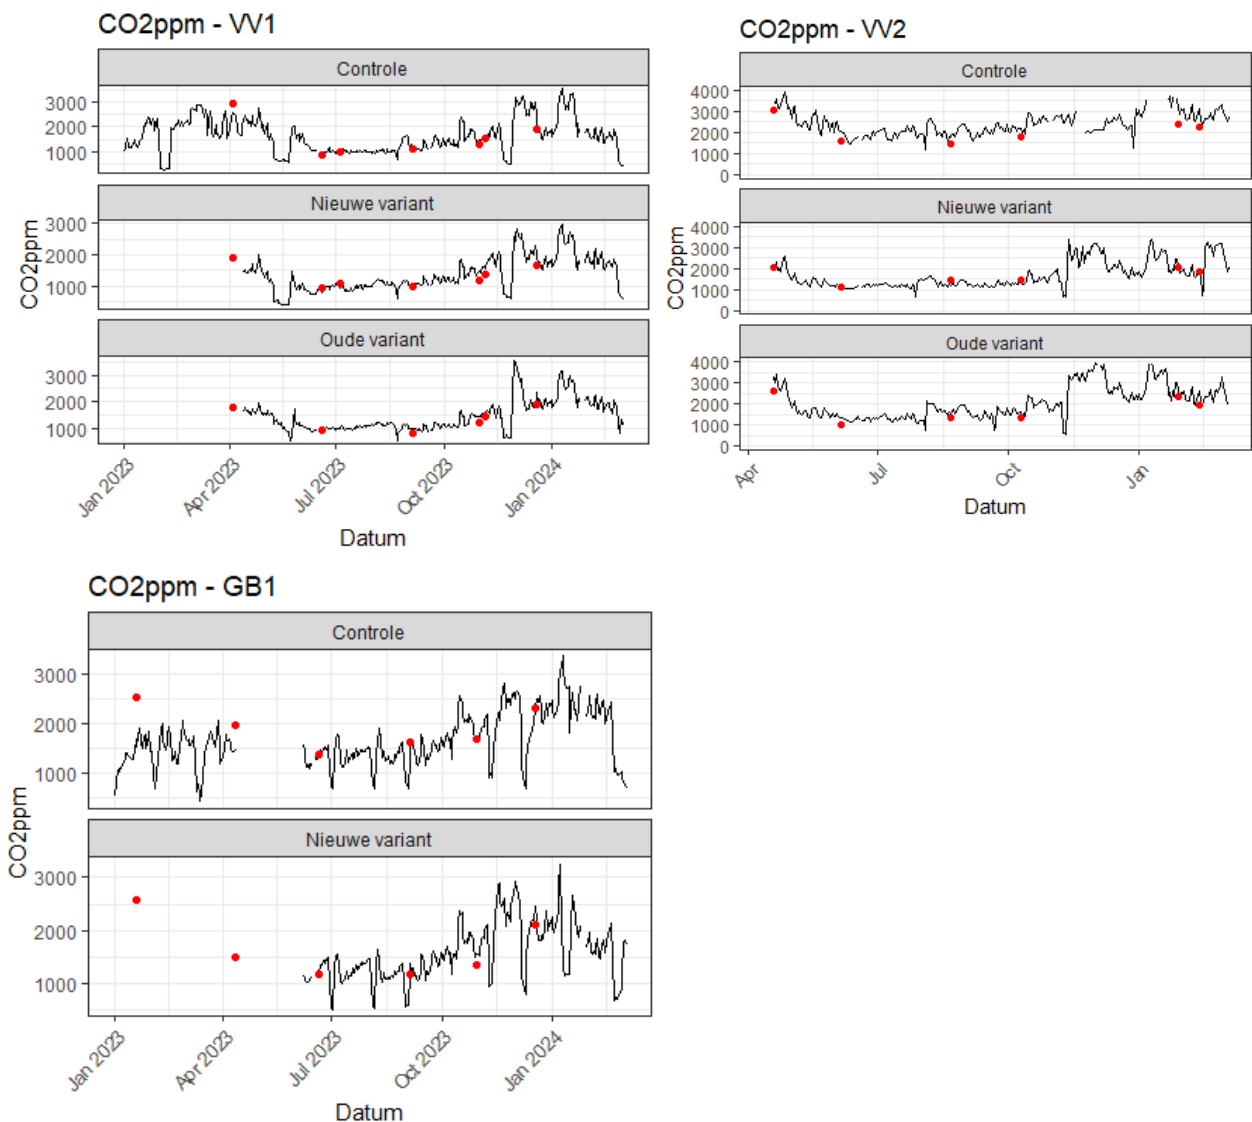 CO2ppm - VV1
Controle
3000
2000
1000
Nieuwe variant
3000
2000
1000
Oude variant
3000
2000
1000
CO2ppm
Jan 2023
Apr 2023
Jul 2023
Oct 2023
Jan 2024
Datum
CO2ppm - VV2
Controle
4000
3000
2000
1000
0
Nieuwe variant
4000
3000
2000
1000
0
Oude variant
4000
3000
2000
1000
0
CO2ppm
Apr
Jul
Oct
Jan
Datum
CO2ppm - GB1
Controle
3000
2000
1000
Nieuwe variant
3000
2000
1000
CO2ppm
Jan 2023
Apr 2023
Jul 2023
Oct 2023
Jan 2024
Datum